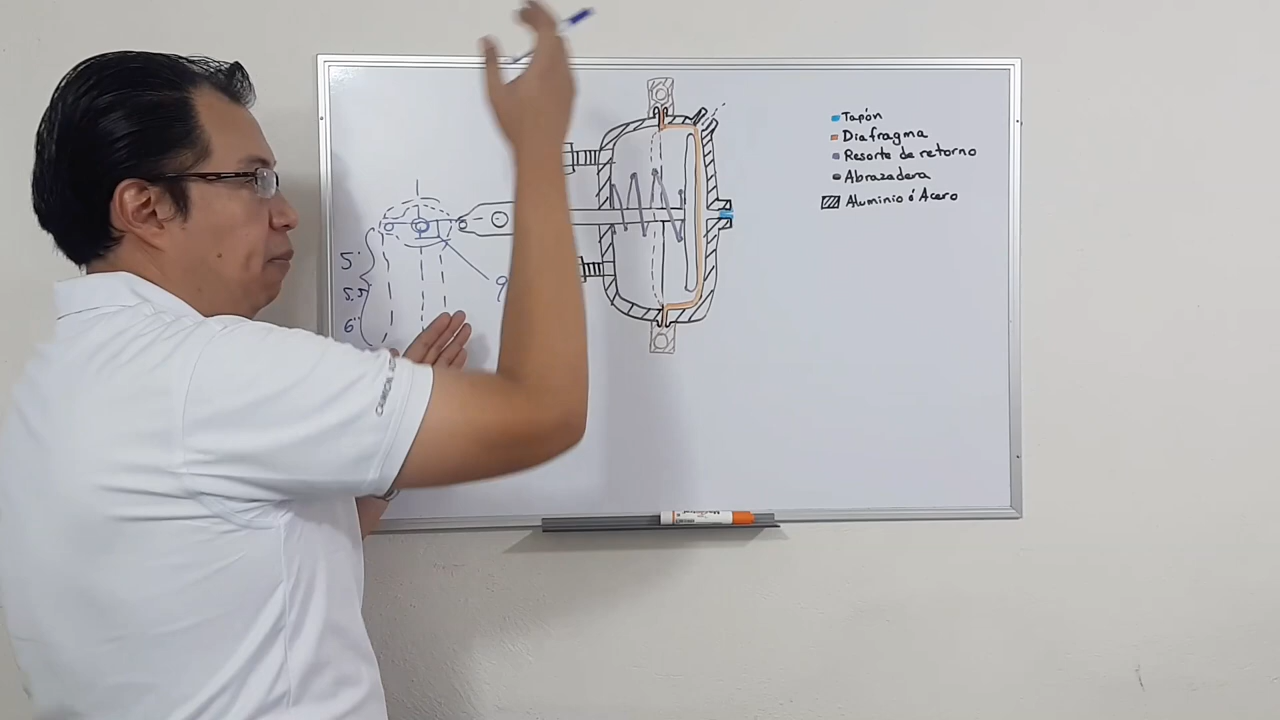 Tapón
Diafragma
Resorte de retorno
Abrazadera
Aluminio ó Acero
5"
5.5"
6"
9